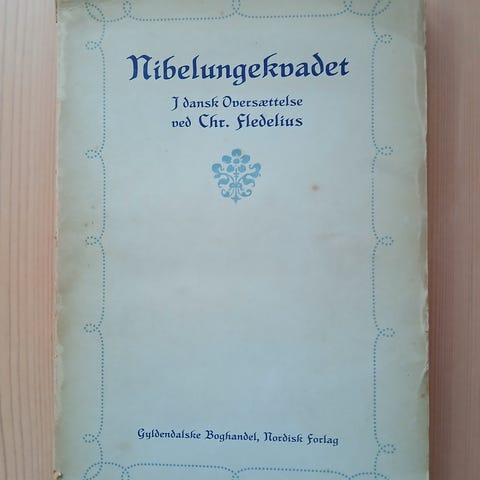 Nibelungekvadet
I dansk Oversættelse
ved Chr. Fledelius
Gyldendalske Boghandel, Nordisk Forlag